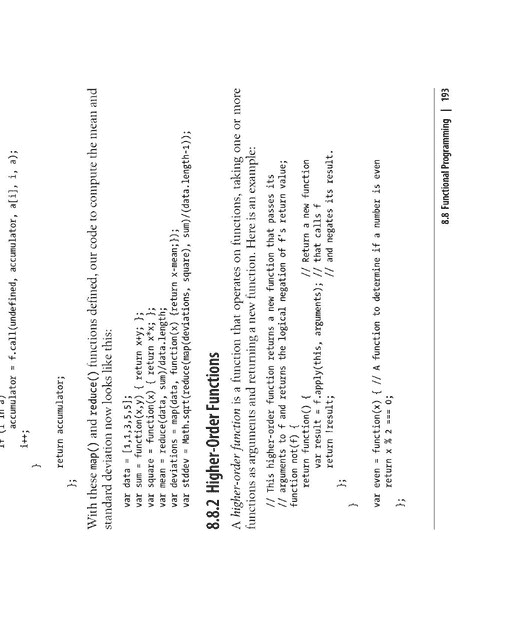 if (i in a)
accumulator = f.call(undefined, accumulator, a[i], i, a);
i++;
}
return accumulator;
};
With these map() and reduce() functions defined, our code to compute the mean and
standard deviation now looks like this:
var data = [1,1,3,5,5];
var sum = function(x,y) { return x+y; };
var square = function(x) { return x*x; };
var mean = reduce(data, sum)/data.length;
var deviations = map(data, function(x) {return x-mean;});
var stddev = Math.sqrt(reduce(map(deviations, square), sum)/(data.length-1));
8.8.2 Higher-Order Functions
A higher-order function is a function that operates on functions, taking one or more
functions as arguments and returning a new function. Here is an example:
// This higher-order function returns a new function that passes its
// arguments to f and returns the logical negation of f's return value;
function not(f) {
return function() { // Return a new function
var result = f.apply(this, arguments); // that calls f
return !result; // and negates its result.
};
}
var even = function(x) { // A function to determine if a number is even
return x % 2 === 0;
};
8.8 Functional Programming | 193